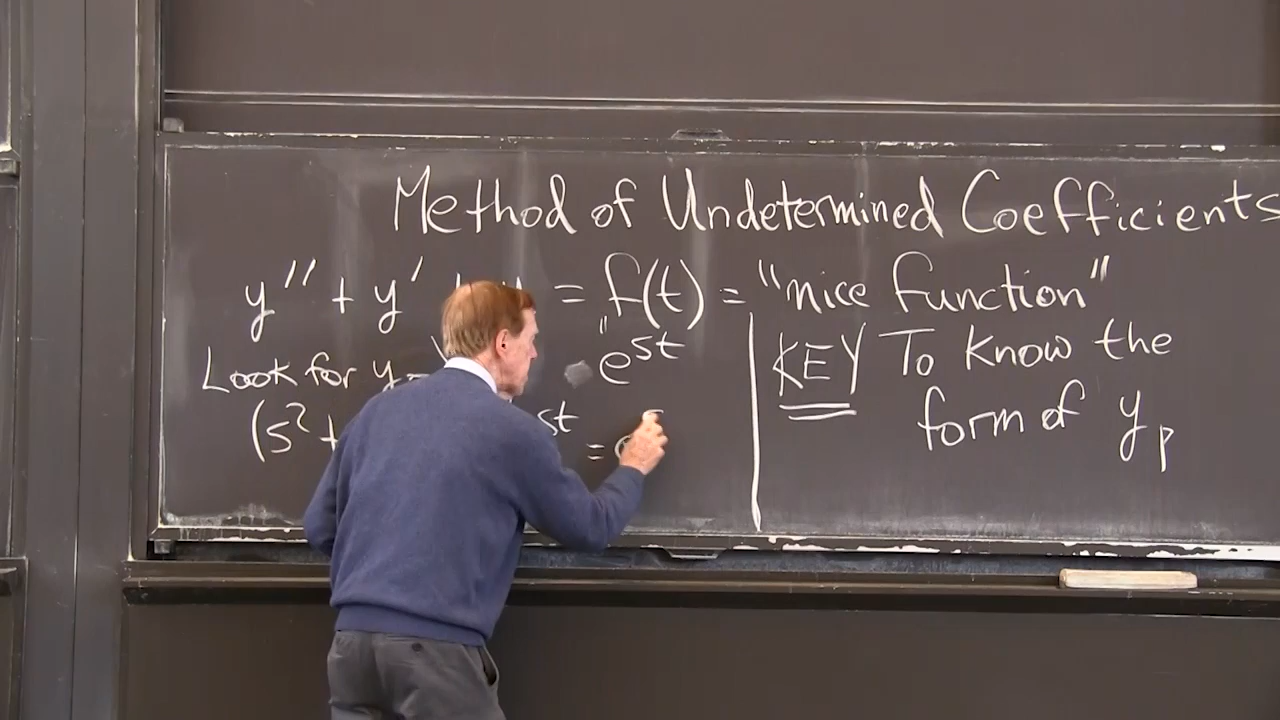 Method of Undetermined Coefficients
y'' + y' = f(t) = "nice function"
" e^{st}
Look for y =
(s² + st =
KEY To know the
form of y_p